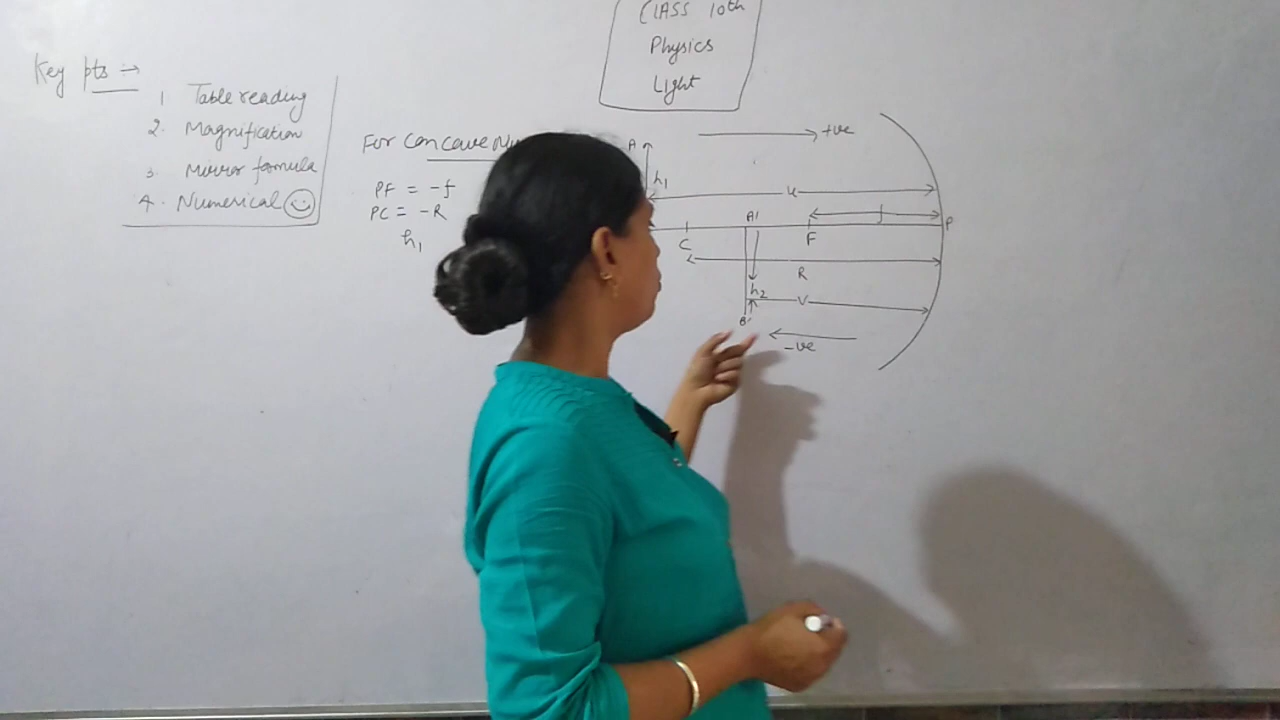 CLASS 10th
Physics
Light
Key pts :→
1 Table reading
2. Magnification
3. Mirror formula
4. Numerical
For Concave
PF = -f
PC = -R
h1
A
h1
+ve
u
f
A'
P
C
F
R
h2
V
B'
-ve